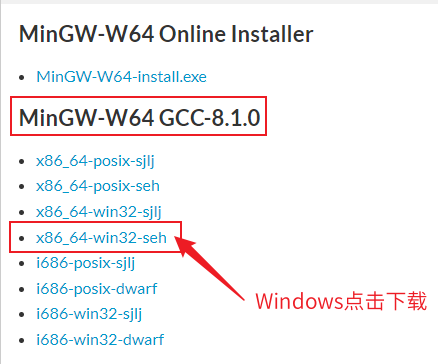 MinGW-W64 Online Installer
MinGW-W64-install.exe
MinGW-W64 GCC-8.1.0
x86_64-posix-sjlj
x86_64-posix-seh
x86_64-win32-sjlj
x86_64-win32-seh
i686-posix-sjlj
i686-posix-dwarf
Windows点击下载
i686-win32-sjlj
i686-win32-dwarf